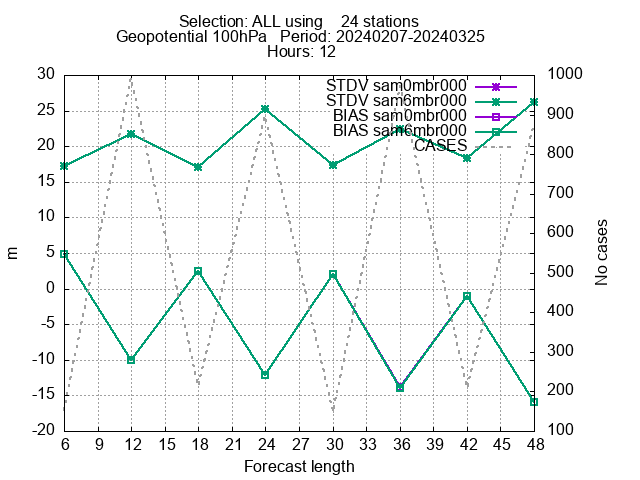 Selection: ALL using    24 stations
Geopotential 100hPa   Period: 20240207-20240325
Hours: 12
STDV sam0mbr000
STDV sam6mbr000
BIAS sam0mbr000
BIAS sam6mbr000
CASES
30
25
20
15
10
5
0
-5
-10
-15
-20
m
1000
900
800
700
600
500
400
300
200
100
No cases
6 9 12 15 18 21 24 27 30 33 36 39 42 45 48
Forecast length